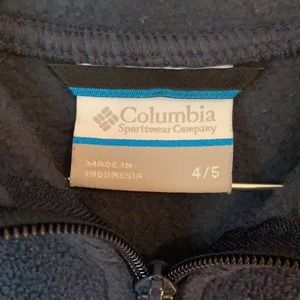 Columbia
Sportswear Company
MADE IN
INDONESIA
4/5